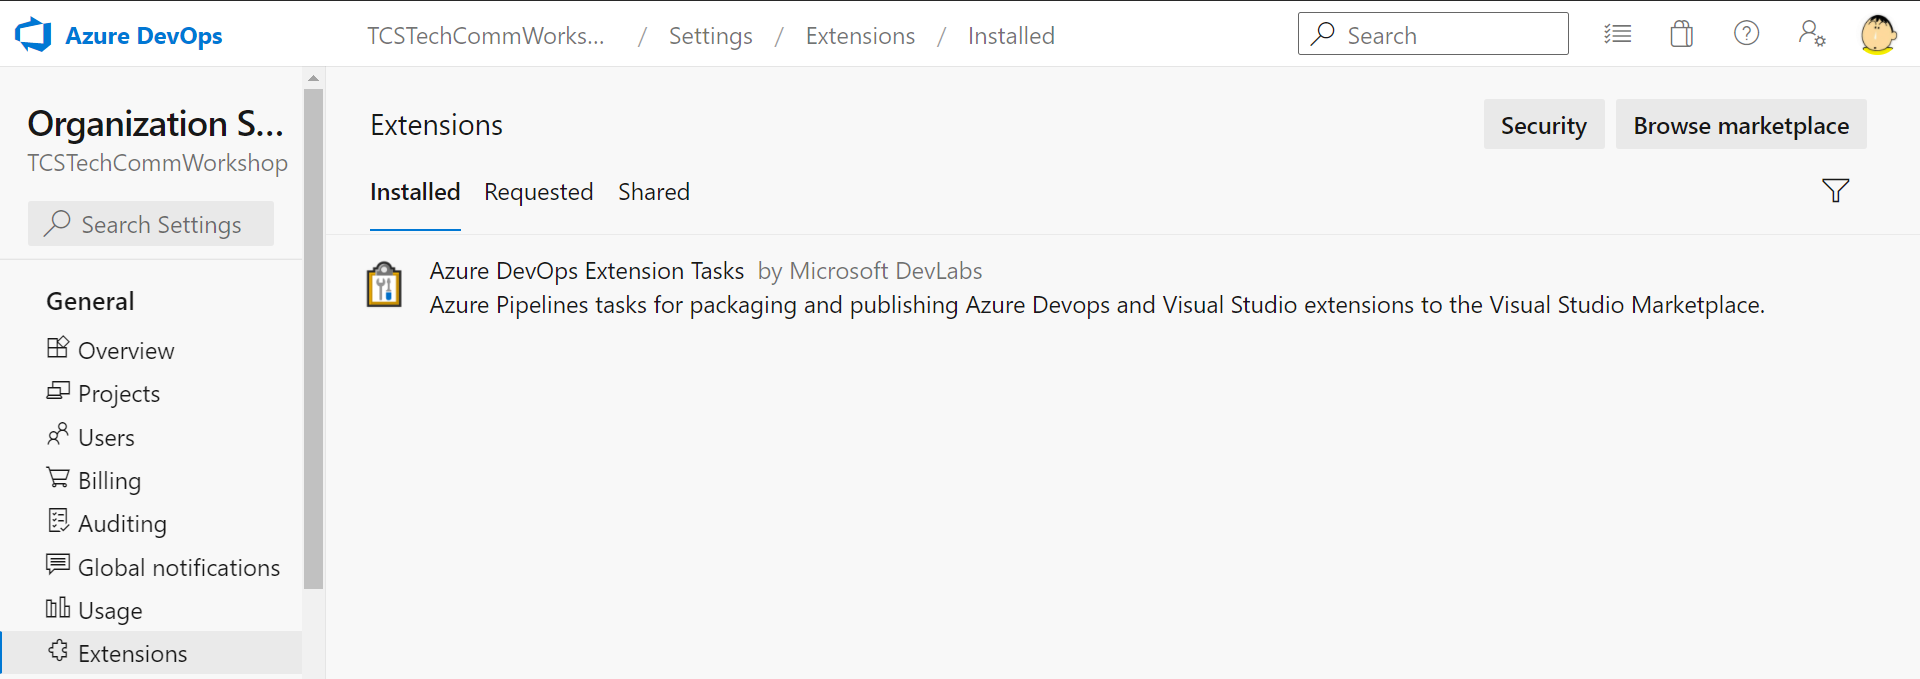 Azure DevOps
TCSTechCommWorks... / Settings / Extensions / Installed
Search
Organization S...
TCSTechCommWorkshop
Search Settings
General
Overview
Projects
Users
Billing
Auditing
Global notifications
Usage
Extensions
Extensions
Security
Browse marketplace
Installed Requested Shared
Azure DevOps Extension Tasks by Microsoft DevLabs
Azure Pipelines tasks for packaging and publishing Azure Devops and Visual Studio extensions to the Visual Studio Marketplace.